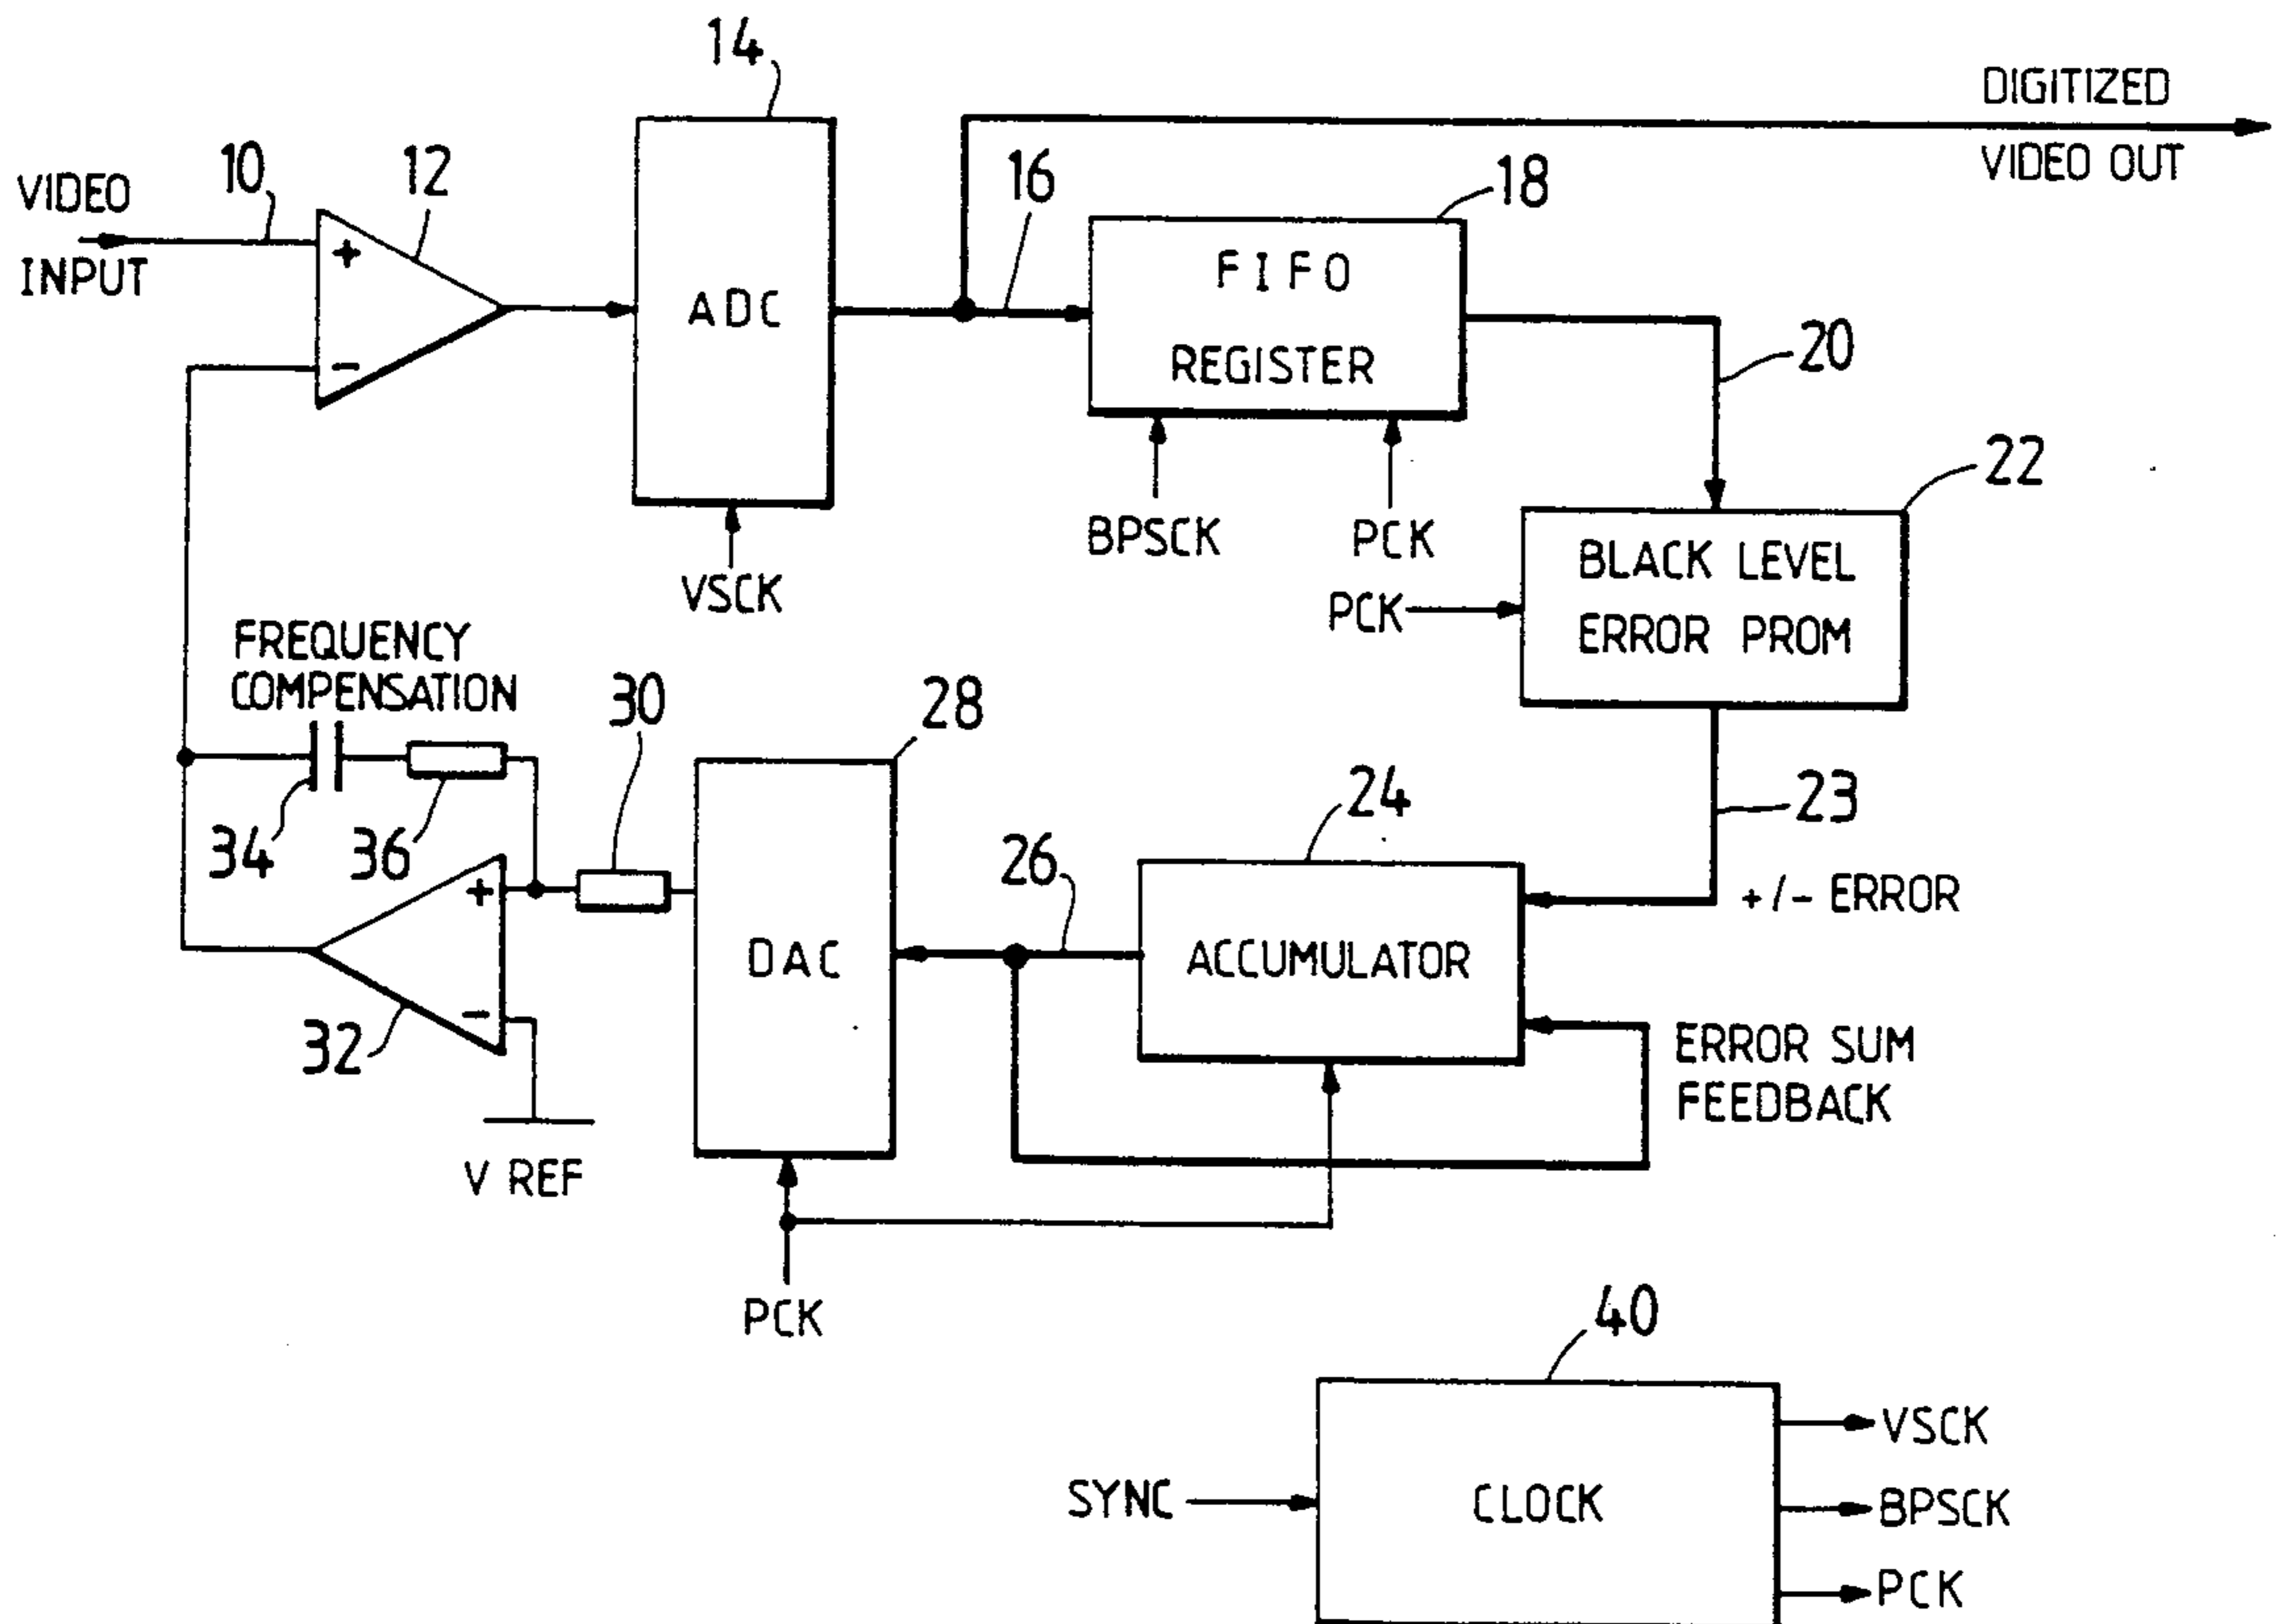 14
DIGITIZED
VIDEO OUT
VIDEO
INPUT
10
12
+
-
ADC
16
18
FIFO
REGISTER
20
VSCK
BPSCK
PCK
22
PCK
BLACK LEVEL
ERROR PROM
FREQUENCY
COMPENSATION
30
28
34
36
24
23
26
+/- ERROR
+
-
32
DAC
ACCUMULATOR
ERROR SUM
FEEDBACK
V REF
PCK
40
SYNC
CLOCK
VSCK
BPSCK
PCK